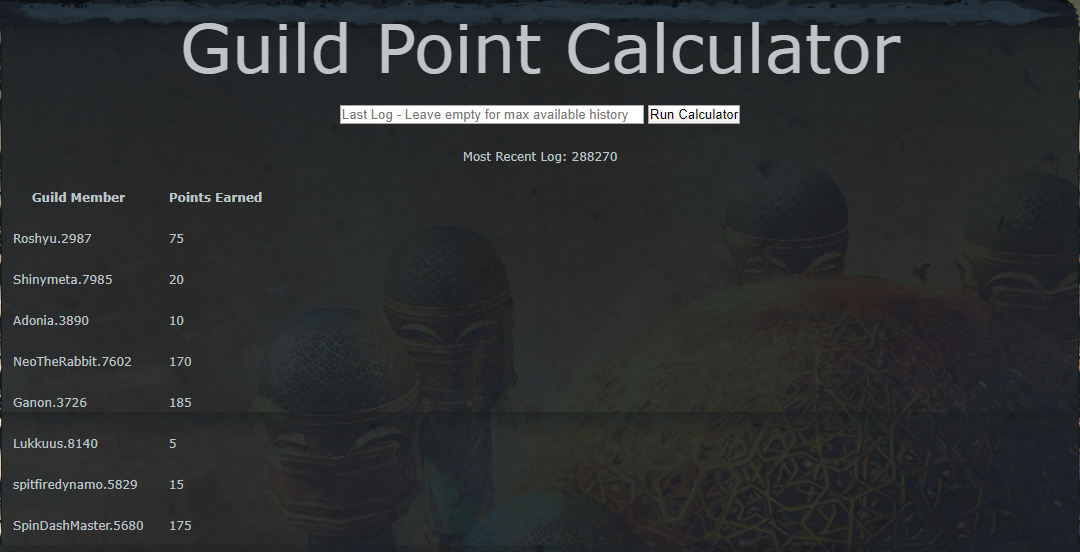 Guild Point Calculator
Last Log - Leave empty for max available history Run Calculator
Most Recent Log: 288270
Guild Member Points Earned
Roshyu.2987 75
Shinymeta.7985 20
Adonia.3890 10
NeoTheRabbit.7602 170
Ganon.3726 185
Lukkuus.8140 5
spitfiredynamo.5829 15
SpinDashMaster.5680 175